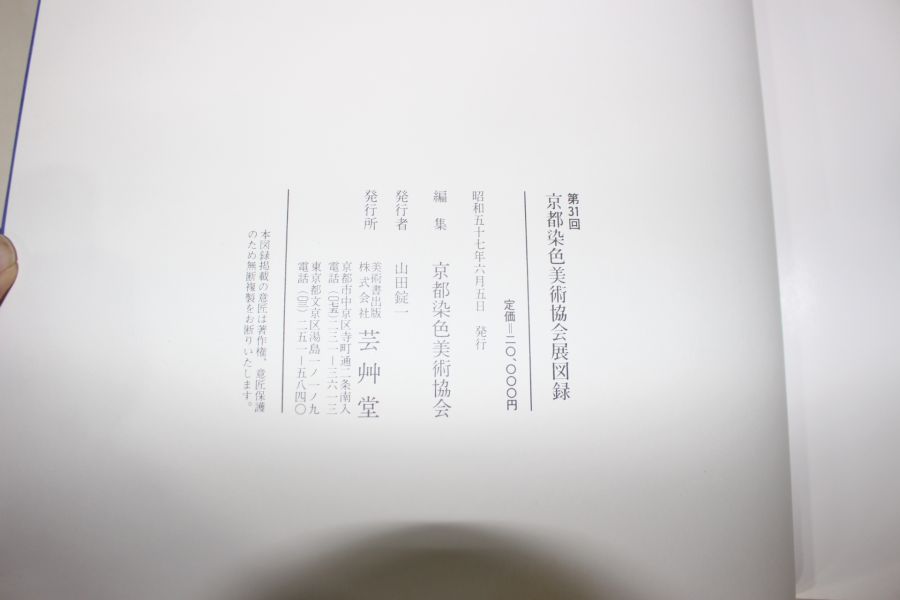 第31回
京都染色美術協会展図録
定価＝二〇、〇〇〇円
昭和五十七年六月五日　発行
編　集　京都染色美術協会
発行者　山田錠一
発行所　美術書出版 株式会社 芸艸堂
京都市中京区寺町通二条南入
電話（〇七五）二三一ー三六一三
東京都文京区湯島一ノ一ノ九
電話（〇三）二五一ー五八四〇
本図録掲載の意匠は著作権、意匠保護
のため無断複製をお断りいたします。